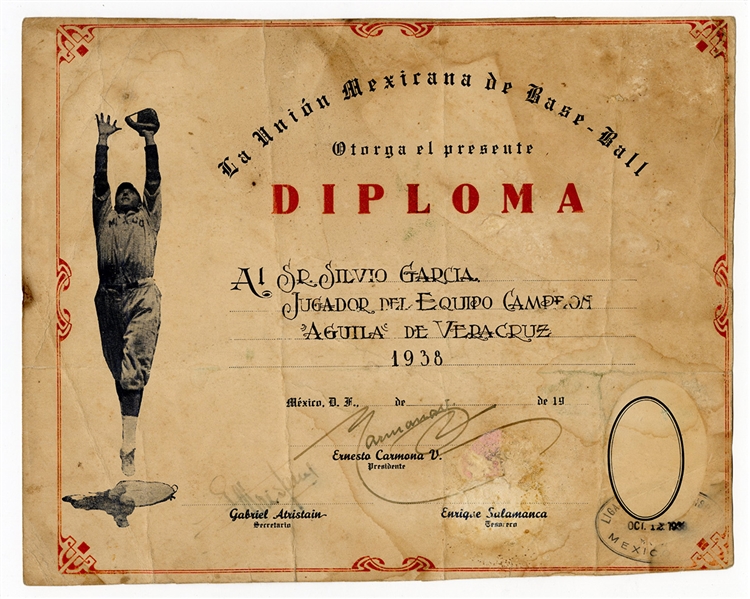 La Unión Mexicana de Base-Ball
Otorga el presente
DIPLOMA
Al SR. SILVIO GARCIA.
JUGADOR DEL EQUIPO CAMPEON
"AGUILA" DE VERACRUZ
1938
México, D. F., de de 19
Ernesto Carmona V.
Presidente
Gabriel Atristain
Secretario
Enrique Salamanca
Tesorero
MEXICO
OCT. 12 193
MEXIC